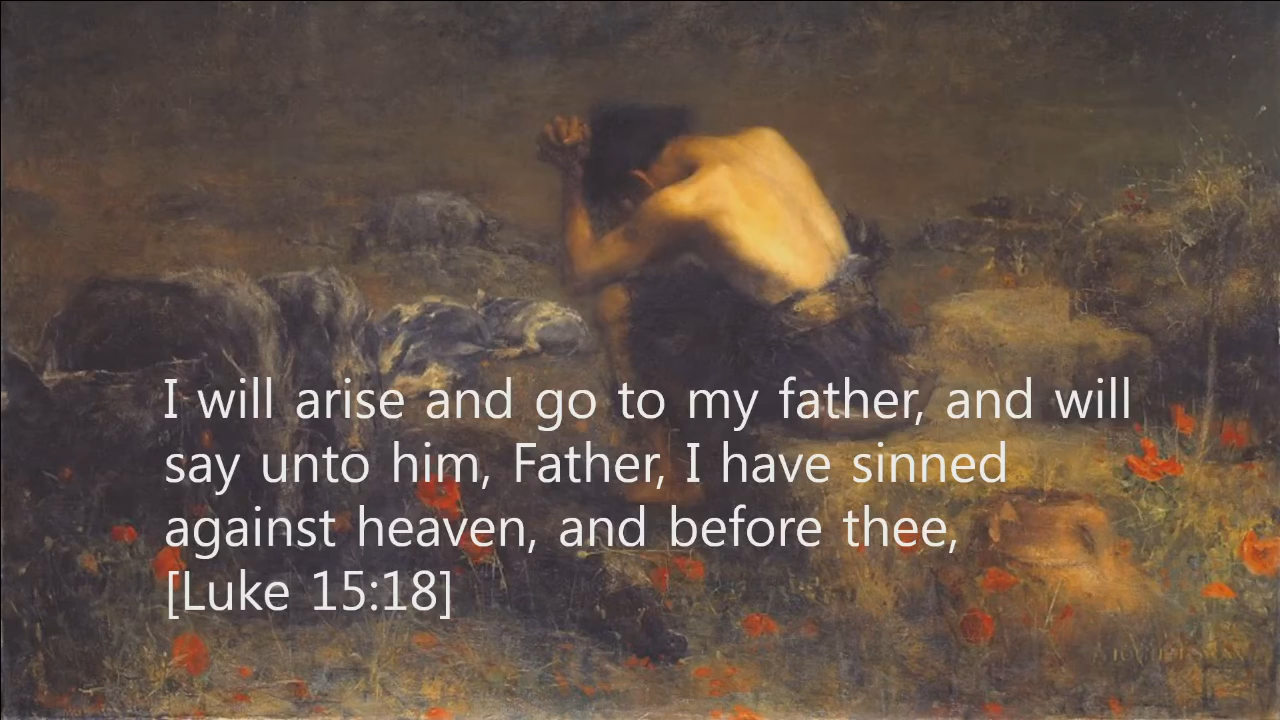 I will arise and go to my father, and will
say unto him, Father, I have sinned
against heaven, and before thee,
[Luke 15:18]